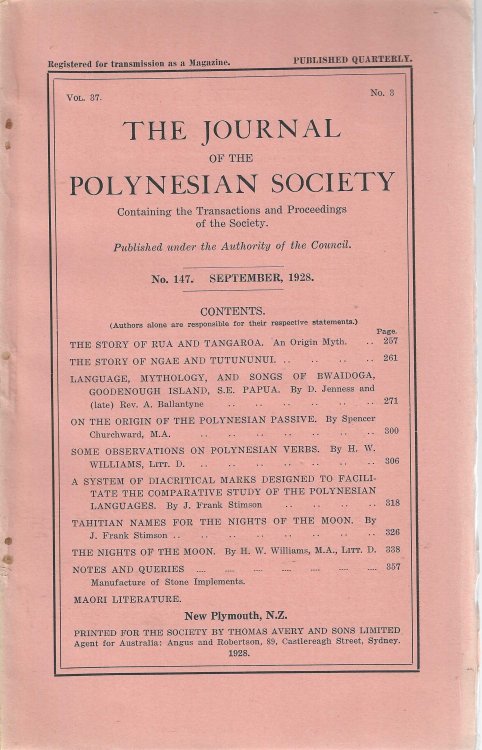 Registered for transmission as a Magazine. PUBLISHED QUARTERLY.
VOL. 37. No. 3
THE JOURNAL
OF THE
POLYNESIAN SOCIETY
Containing the Transactions and Proceedings
of the Society.
Published under the Authority of the Council.
No. 147. SEPTEMBER, 1928.
CONTENTS.
(Authors alone are responsible for their respective statements.)
Page.
THE STORY OF RUA AND TANGAROA. An Origin Myth. .. 257
THE STORY OF NGAE AND TUTUNUNUI. .. .. .. .. 261
LANGUAGE, MYTHOLOGY, AND SONGS OF BWAIDOGA,
GOODENOUGH ISLAND, S.E. PAPUA. By D. Jenness and
(late) Rev. A. Ballantyne .. .. .. .. .. 271
ON THE ORIGIN OF THE POLYNESIAN PASSIVE. By Spencer
Churchward, M.A. .. .. .. .. .. .. 300
SOME OBSERVATIONS ON POLYNESIAN VERBS. By H. W.
WILLIAMS, LITT. D. .. .. .. .. .. .. 306
A SYSTEM OF DIACRITICAL MARKS DESIGNED TO FACILI-
TATE THE COMPARATIVE STUDY OF THE POLYNESIAN
LANGUAGES. By J. Frank Stimson .. .. .. .. 318
TAHITIAN NAMES FOR THE NIGHTS OF THE MOON. By
J. Frank Stimson .. .. .. .. .. .. .. 326
THE NIGHTS OF THE MOON. By H. W. Williams, M.A., LITT. D. 338
NOTES AND QUERIES .... .... .... .... .... .... 357
Manufacture of Stone Implements.
MAORI LITERATURE.
New Plymouth, N.Z.
PRINTED FOR THE SOCIETY BY THOMAS AVERY AND SONS LIMITED
Agent for Australia: Angus and Robertson, 89, Castlereagh Street, Sydney.
1928.